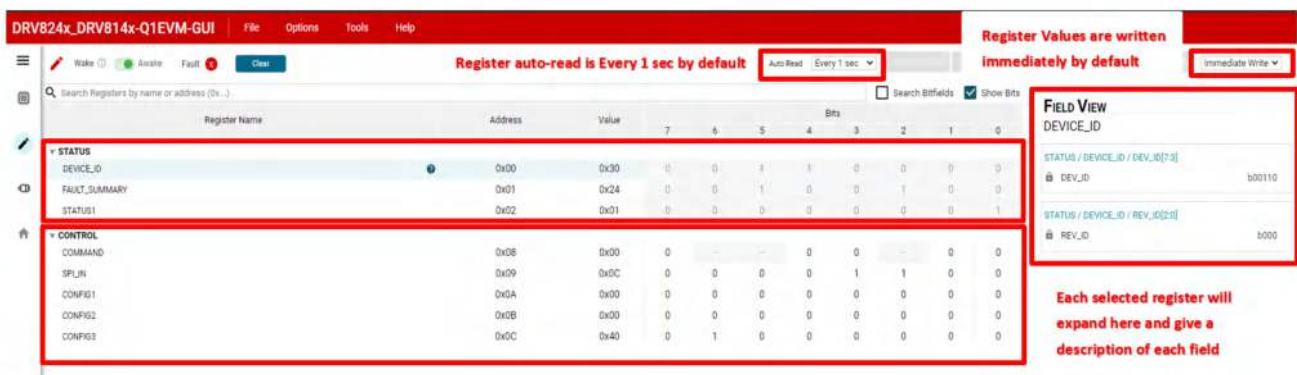 DRV824x_DRV814x-Q1EVM-GUI File Options Tools Help
Register Values are written
immediately by default
Wake Awake Fault Clear
Register auto-read is Every 1 sec by default
Auto Read Every 1 sec
Immediate Write
Search Registers by name or address (0x...)
Search Bitfields Show Bits
Register Name Address Value Bits
7 6 5 4 3 2 1 0
STATUS
DEVICE_ID 0x00 0x30 0 0 1 1 0 0 0 0
FAULT_SUMMARY 0x01 0x24 0 0 1 0 0 1 0 0
STATUS1 0x02 0x01 0 0 0 0 0 0 0 1
CONTROL
COMMAND 0x08 0x00 0 - - 0 0 - 0 0
SPI_IN 0x09 0x0C 0 0 0 0 1 1 0 0
CONFIG1 0x0A 0x00 0 0 0 0 0 0 0 0
CONFIG2 0x0B 0x00 0 0 0 0 0 0 0 0
CONFIG3 0x0C 0x40 0 1 0 0 0 0 0 0
FIELD VIEW
DEVICE_ID
STATUS / DEVICE_ID / DEV_ID[7:3]
DEV_ID b00110
STATUS / DEVICE_ID / REV_ID[2:0]
REV_ID b000
Each selected register will
expand here and give a
description of each field